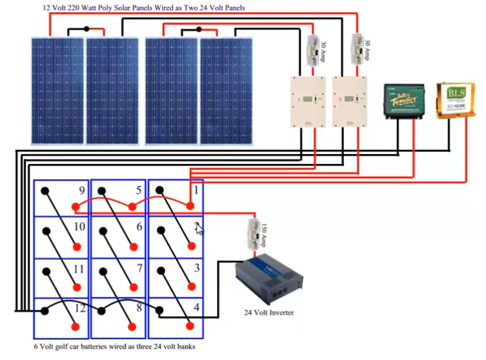 12 Volt 220 Watt Poly Solar Panels Wired as Two 24 Volt Panels
30 Amp
30 Amp
Tender
BLS
9
5
1
10
6
2
11
7
3
12
8
4
150 Amp
24 Volt Inverter
6 Volt golf car batteries wired as three 24 volt banks